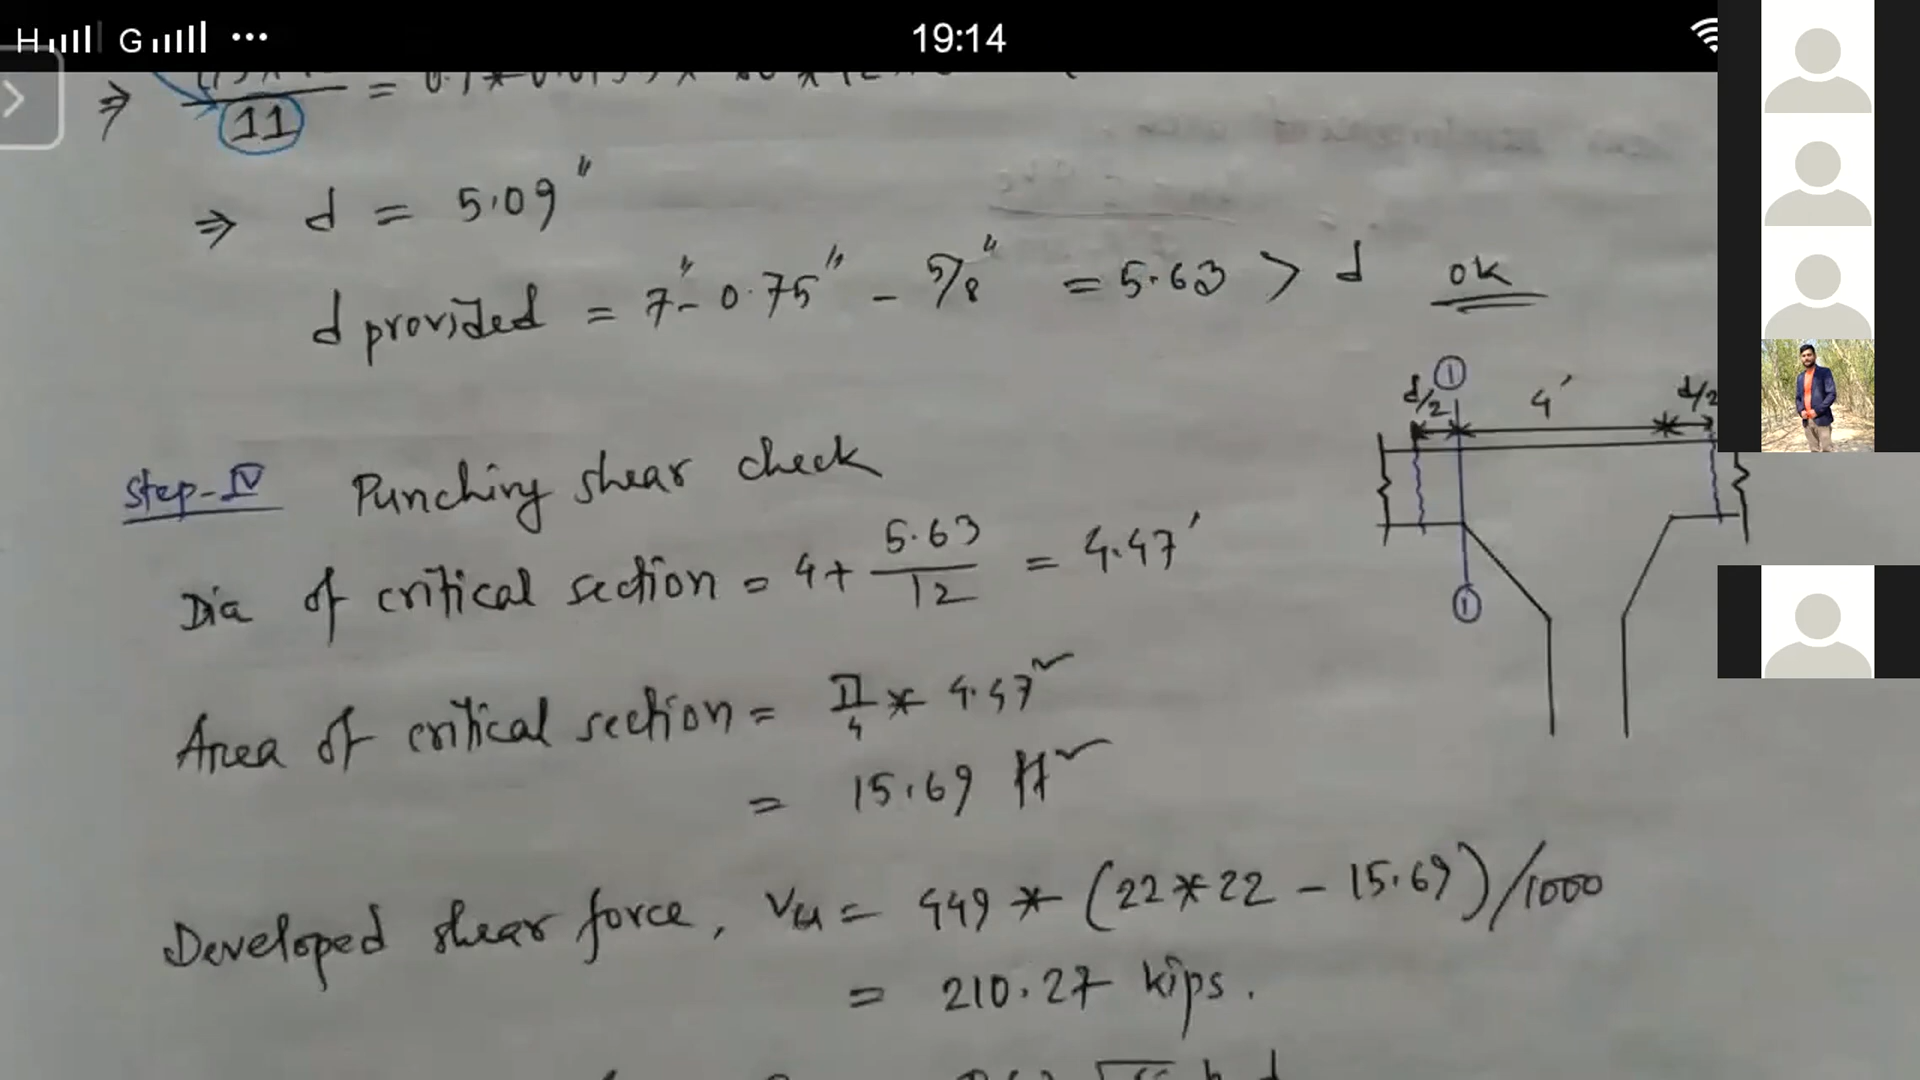 H G ... 19:14
⇒ 11 =
⇒ d = 5.09"
d provided = 7" - 0.75" - 5/8" = 5.63 > d ok
① d/2 4' d/2
Step-IV Punching shear check
Dia of critical section = 4 + 5.63/12 = 4.47'
①
Area of critical section = π/4 * 4.47²
= 15.69 ft²
Developed shear force, Vu = 449 * (22*22 - 15.69)/1000
= 210.27 kips.